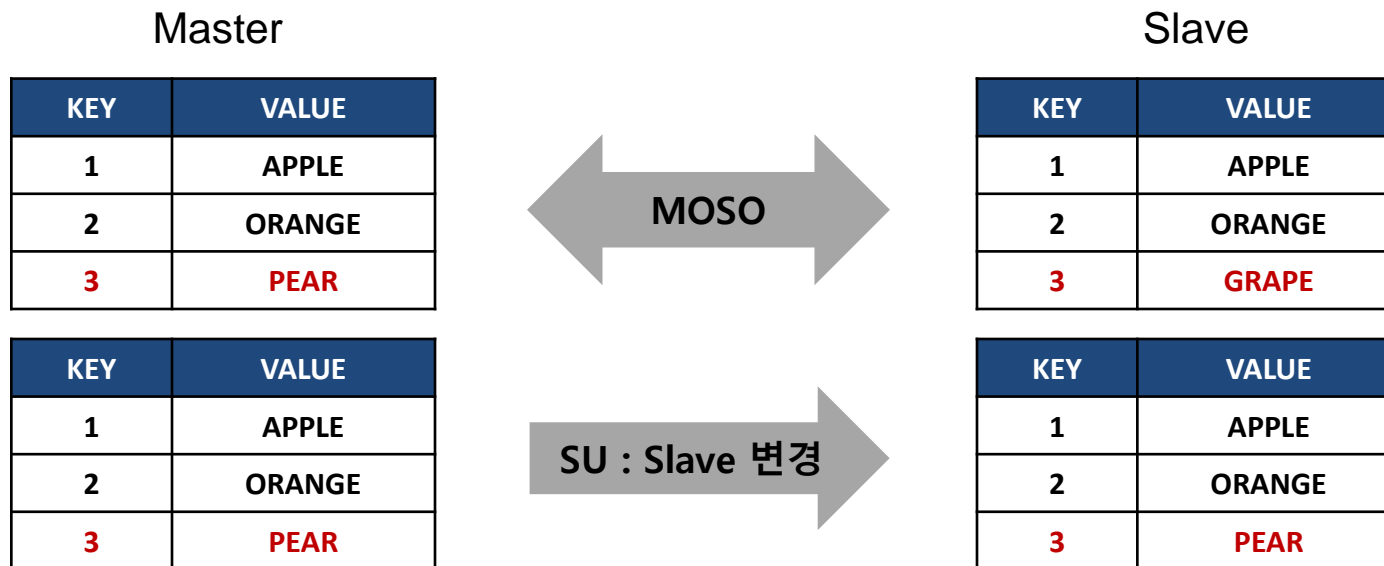 Master
Slave
KEY VALUE
1 APPLE
2 ORANGE
3 PEAR
MOSO
KEY VALUE
1 APPLE
2 ORANGE
3 GRAPE
KEY VALUE
1 APPLE
2 ORANGE
3 PEAR
SU : Slave 변경
KEY VALUE
1 APPLE
2 ORANGE
3 PEAR